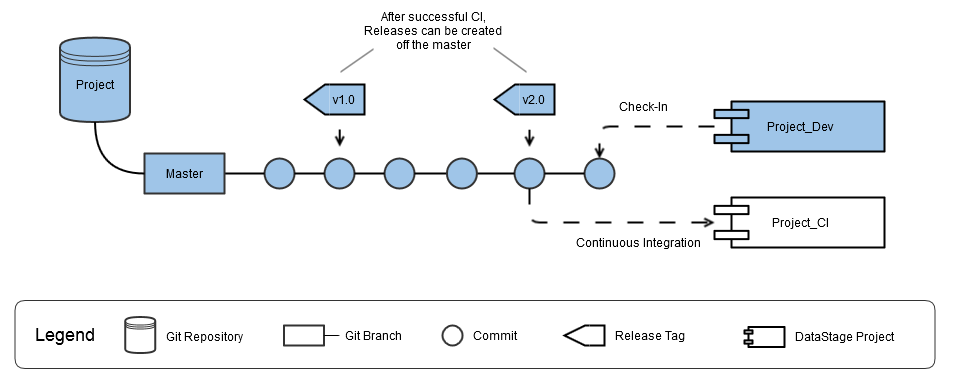 After successful CI,
Releases can be created
off the master
Project
v1.0
v2.0
Check-In
Project_Dev
Master
Project_CI
Continuous Integration
Legend
Git Repository
Git Branch
Commit
Release Tag
DataStage Project